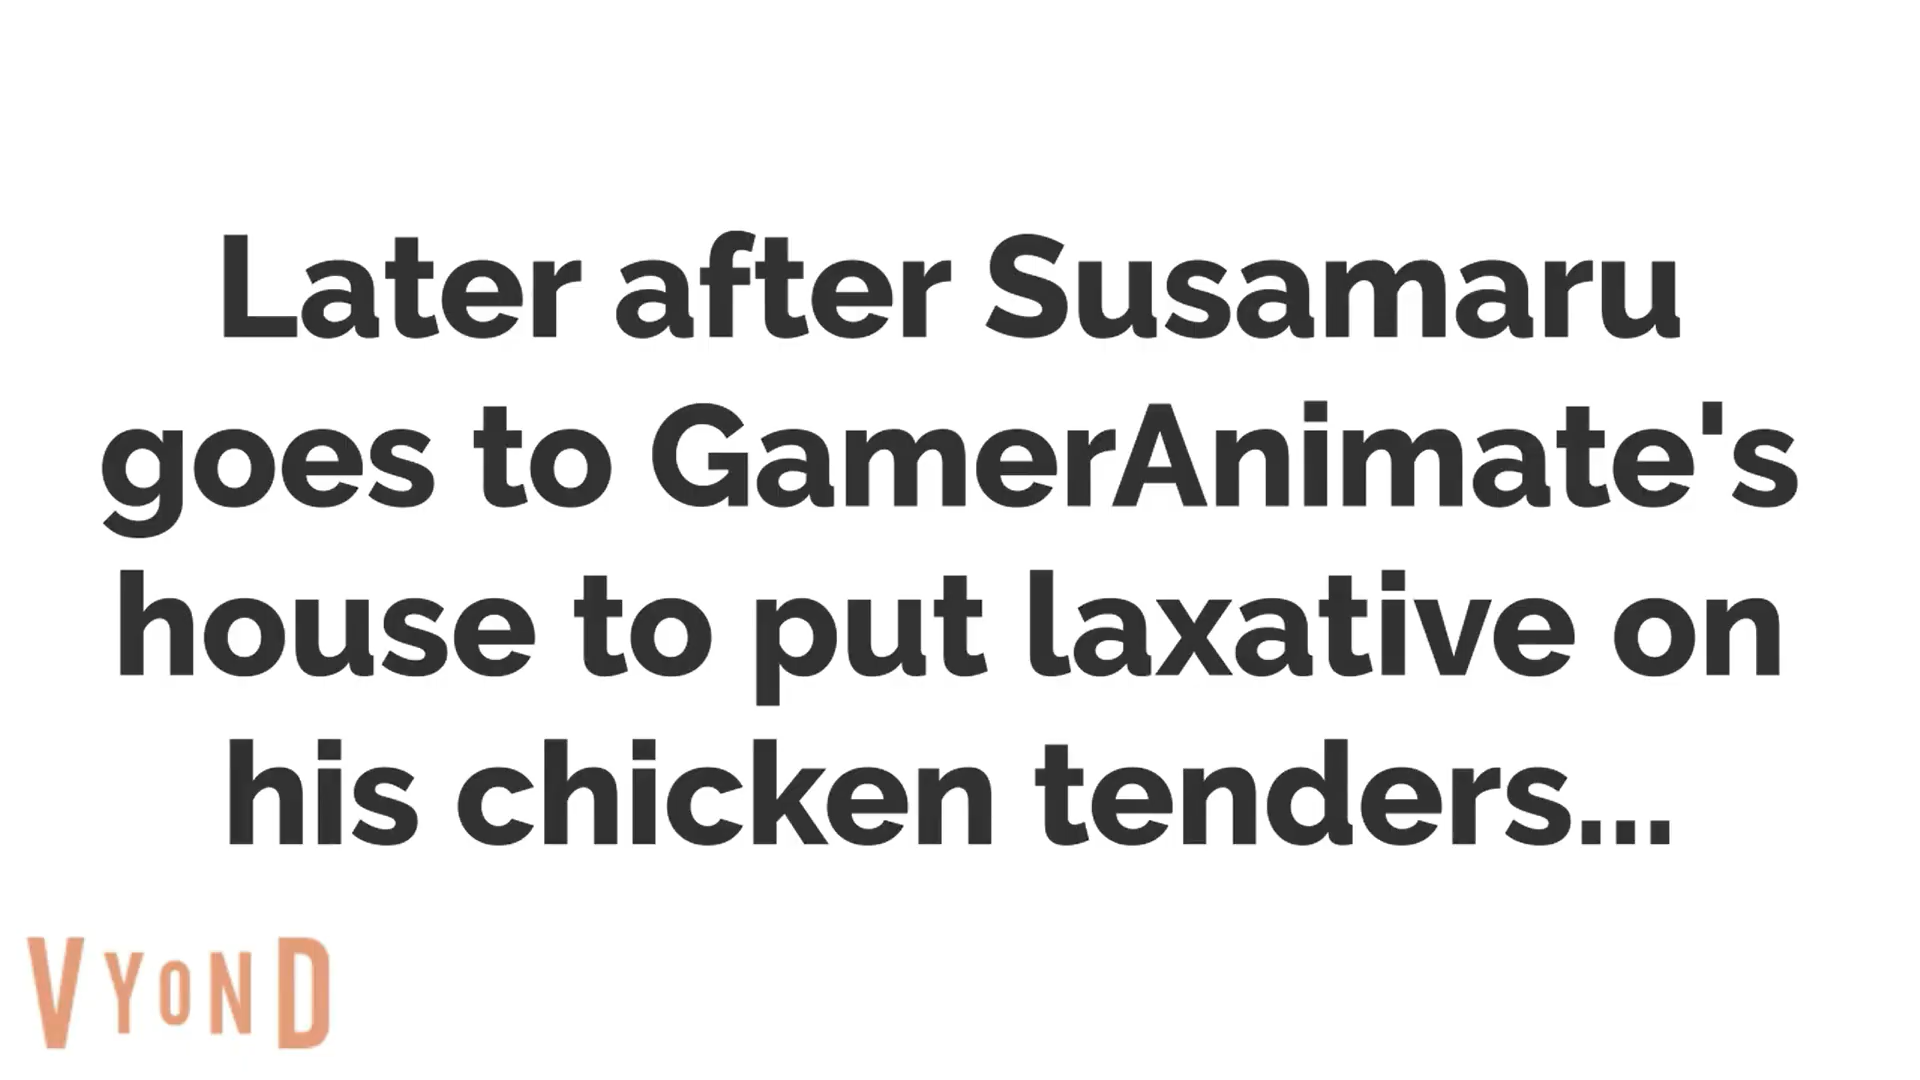 Later after Susamaru
goes to GamerAnimate's
house to put laxative on
his chicken tenders...
VYOND